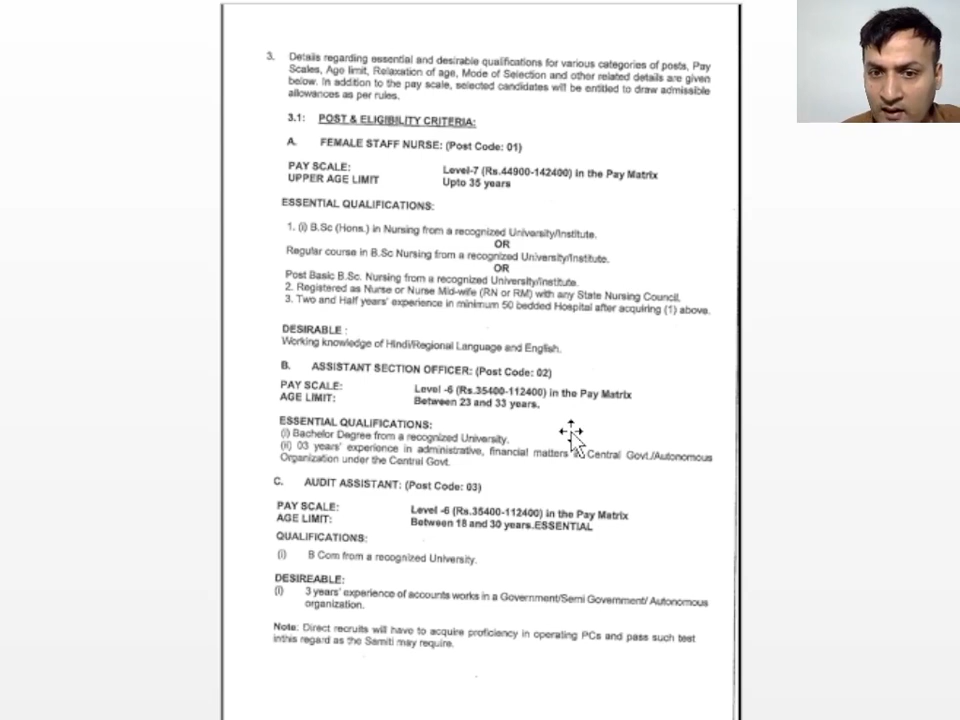 3. Details regarding essential and desirable qualifications for various categories of posts, Pay
Scales, Age limit, Relaxation of age, Mode of Selection and other related details are given
below. In addition to the pay scale, selected candidates will be entitled to draw admissible
allowances as per rules.
3.1: POST & ELIGIBILITY CRITERIA:
A. FEMALE STAFF NURSE: (Post Code: 01)
PAY SCALE: Level-7 (Rs.44900-142400) in the Pay Matrix
UPPER AGE LIMIT Upto 35 years
ESSENTIAL QUALIFICATIONS:
1. (i) B.Sc (Hons.) in Nursing from a recognized University/Institute.
OR
Regular course in B.Sc Nursing from a recognized University/Institute.
OR
Post Basic B.Sc. Nursing from a recognized University/Institute.
2. Registered as Nurse or Nurse Mid-wife (RN or RM) with any State Nursing Council.
3. Two and Half years' experience in minimum 50 bedded Hospital after acquiring (1) above.
DESIRABLE :
Working knowledge of Hindi/Regional Language and English.
B. ASSISTANT SECTION OFFICER: (Post Code: 02)
PAY SCALE: Level -6 (Rs.35400-112400) in the Pay Matrix
AGE LIMIT: Between 23 and 33 years.
ESSENTIAL QUALIFICATIONS:
(i) Bachelor Degree from a recognized University.
(ii) 03 years' experience in administrative, financial matters Central Govt./Autonomous
Organization under the Central Govt.
C. AUDIT ASSISTANT: (Post Code: 03)
PAY SCALE: Level -6 (Rs.35400-112400) in the Pay Matrix
AGE LIMIT: Between 18 and 30 years.ESSENTIAL
QUALIFICATIONS:
(i) B Com from a recognized University.
DESIREABLE:
(i) 3 years' experience of accounts works in a Government/Semi Government/ Autonomous
organization.
Note: Direct recruits will have to acquire proficiency in operating PCs and pass such test
inthis regard as the Samiti may require.